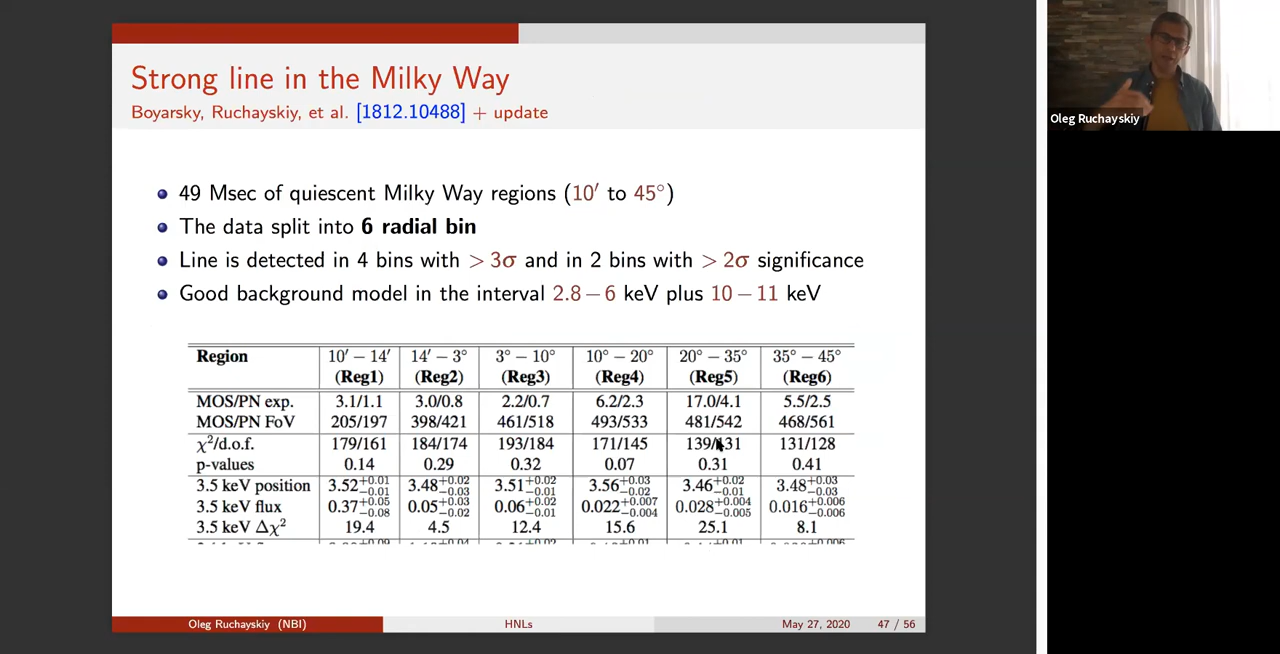 Strong line in the Milky Way
Boyarsky, Ruchayskiy, et al. [1812.10488] + update
49 Msec of quiescent Milky Way regions (10′ to 45°)
The data split into 6 radial bin
Line is detected in 4 bins with > 3σ and in 2 bins with > 2σ significance
Good background model in the interval 2.8 – 6 keV plus 10 – 11 keV
Region 10′ – 14′ 14′ – 3° 3° – 10° 10° – 20° 20° – 35° 35° – 45°
(Reg1) (Reg2) (Reg3) (Reg4) (Reg5) (Reg6)
MOS/PN exp. 3.1/1.1 3.0/0.8 2.2/0.7 6.2/2.3 17.0/4.1 5.5/2.5
MOS/PN FoV 205/197 398/421 461/518 493/533 481/542 468/561
χ²/d.o.f. 179/161 184/174 193/184 171/145 139/131 131/128
p-values 0.14 0.29 0.32 0.07 0.31 0.41
3.5 keV position 3.52+0.01−0.01 3.48+0.02−0.03 3.51+0.02−0.01 3.56+0.03−0.02 3.46+0.02−0.01 3.48+0.03−0.03
3.5 keV flux 0.37+0.05−0.08 0.05+0.03−0.02 0.06+0.02−0.01 0.022+0.007−0.004 0.028+0.004−0.005 0.016+0.006−0.006
3.5 keV Δχ² 19.4 4.5 12.4 15.6 25.1 8.1
Oleg Ruchayskiy (NBI) HNLs May 27, 2020 47 / 56
Oleg Ruchayskiy